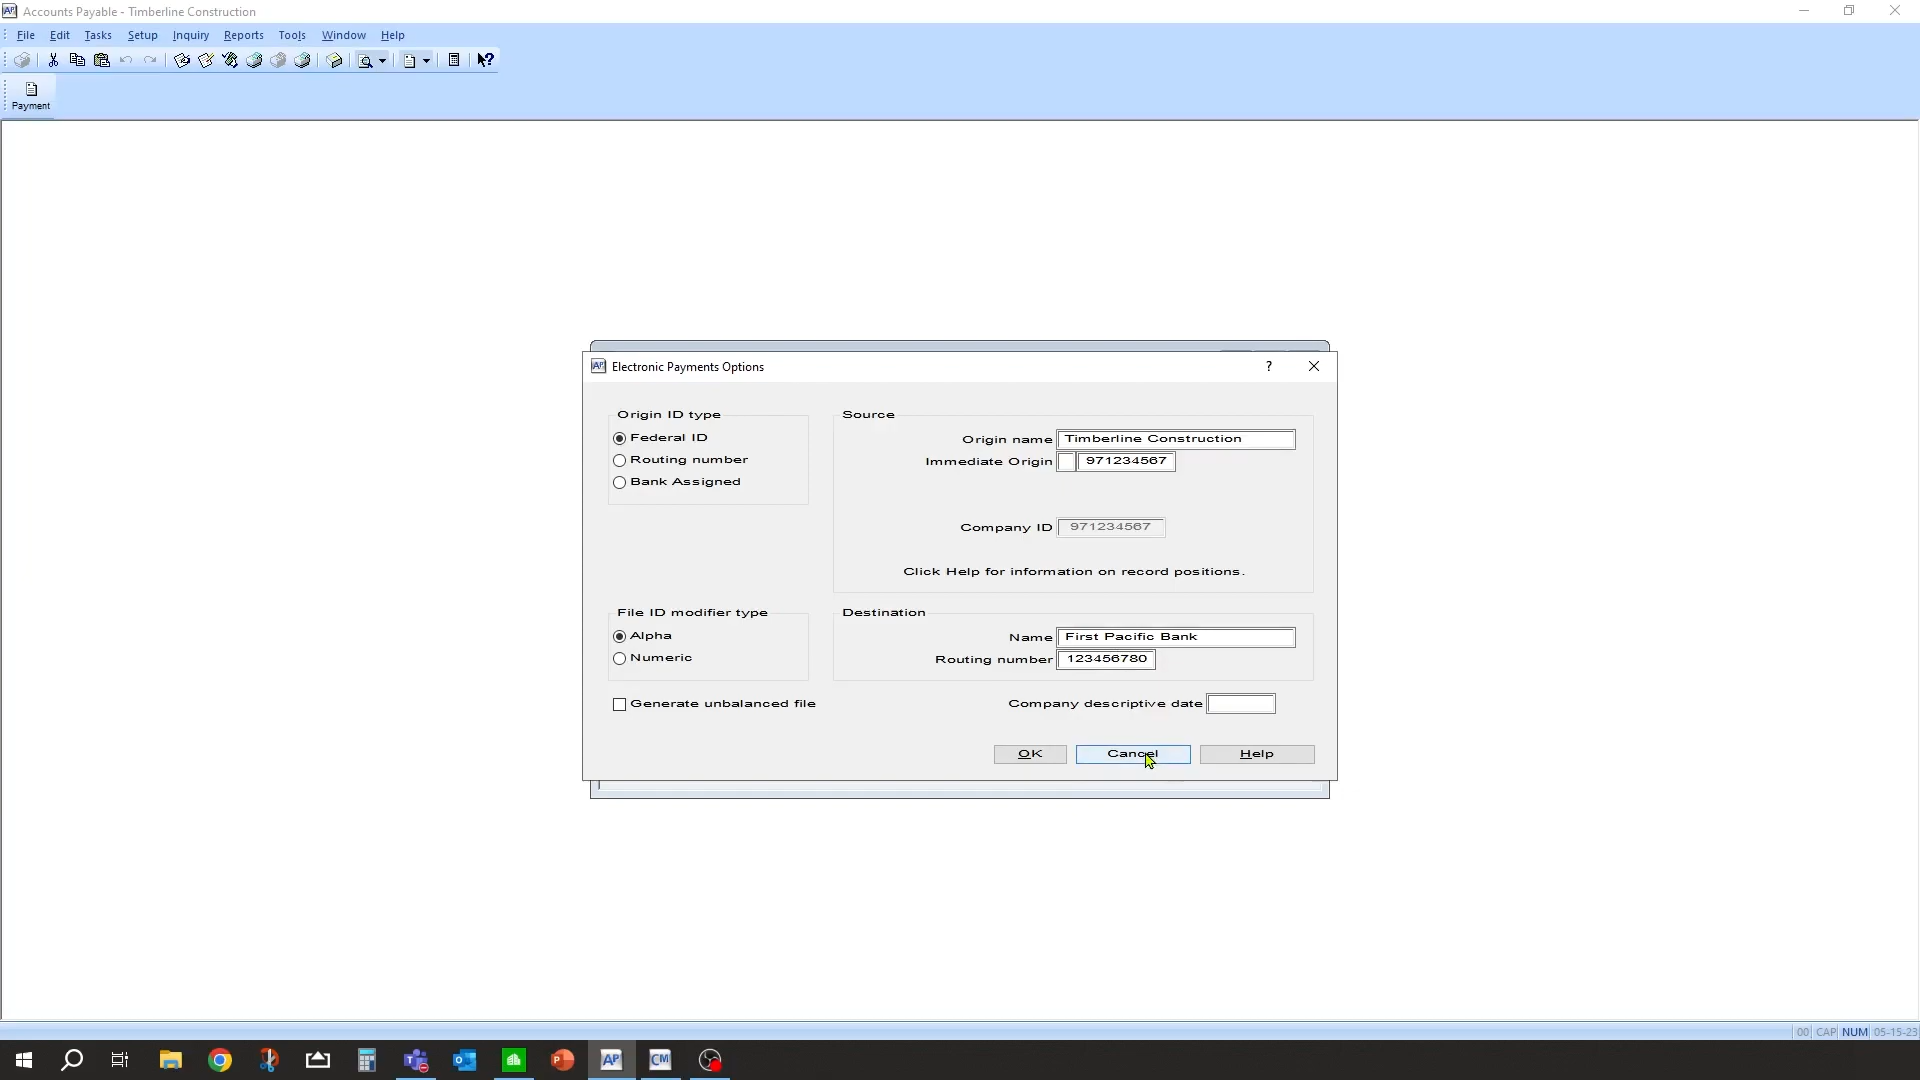 Accounts Payable - Timberline Construction
File Edit Tasks Setup Inquiry Reports Tools Window Help
Payment
Electronic Payments Options
Origin ID type
Federal ID
Routing number
Bank Assigned
Source
Origin name Timberline Construction
Immediate Origin 971234567
Company ID 971234567
Click Help for information on record positions.
File ID modifier type
Alpha
Numeric
Destination
Name First Pacific Bank
Routing number 123456780
Generate unbalanced file
Company descriptive date
OK Cancel Help
00 CAP NUM 05-15-23
AP CM